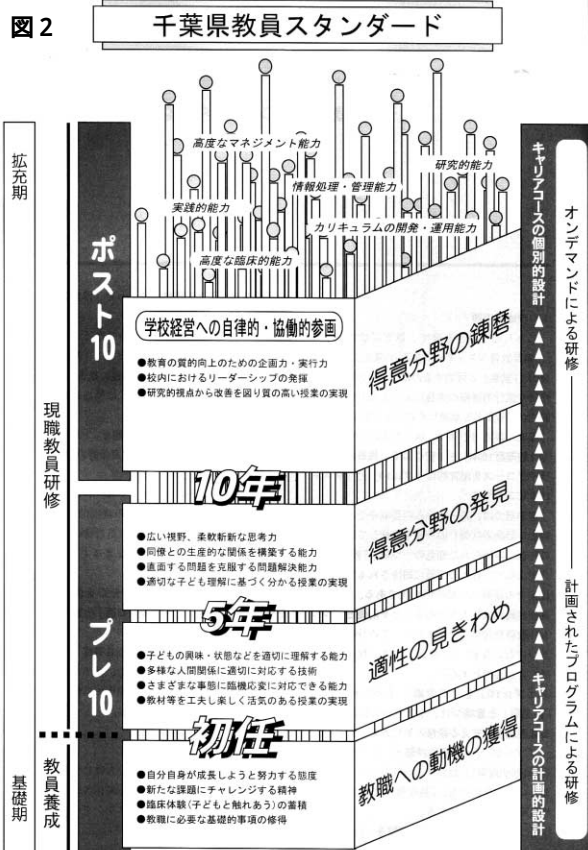 図2
千葉県教員スタンダード
拡充期
基礎期
現職教員研修
教員養成
ポスト10
プレ10
高度なマネジメント能力
研究的能力
情報処理・管理能力
実践的能力
カリキュラムの開発・運用能力
高度な臨床的能力
学校経営への自律的・協働的参画
●教育の質的向上のための企画力・実行力
●校内におけるリーダーシップの発揮
●研究的視点から改善を図り質の高い授業の実現
得意分野の錬磨
10年
●広い視野、柔軟斬新な思考力
●同僚との生産的な関係を構築する能力
●直面する問題を克服する問題解決能力
●適切な子ども理解に基づく分かる授業の実現
得意分野の発見
5年
●子どもの興味・状態などを適切に理解する能力
●多様な人間関係に適切に対応する技術
●さまざまな事態に臨機応変に対応できる能力
●教材等を工夫し楽しく活気のある授業の実現
適性の見きわめ
初任
●自分自身が成長しようと努力する態度
●新たな課題にチャレンジする精神
●臨床体験(子どもと触れあう)の蓄積
●教職に必要な基礎的事項の修得
教職への動機の獲得
キャリアコースの個別的設計
キャリアコースの計画的設計
オンデマンドによる研修
計画されたプログラムによる研修